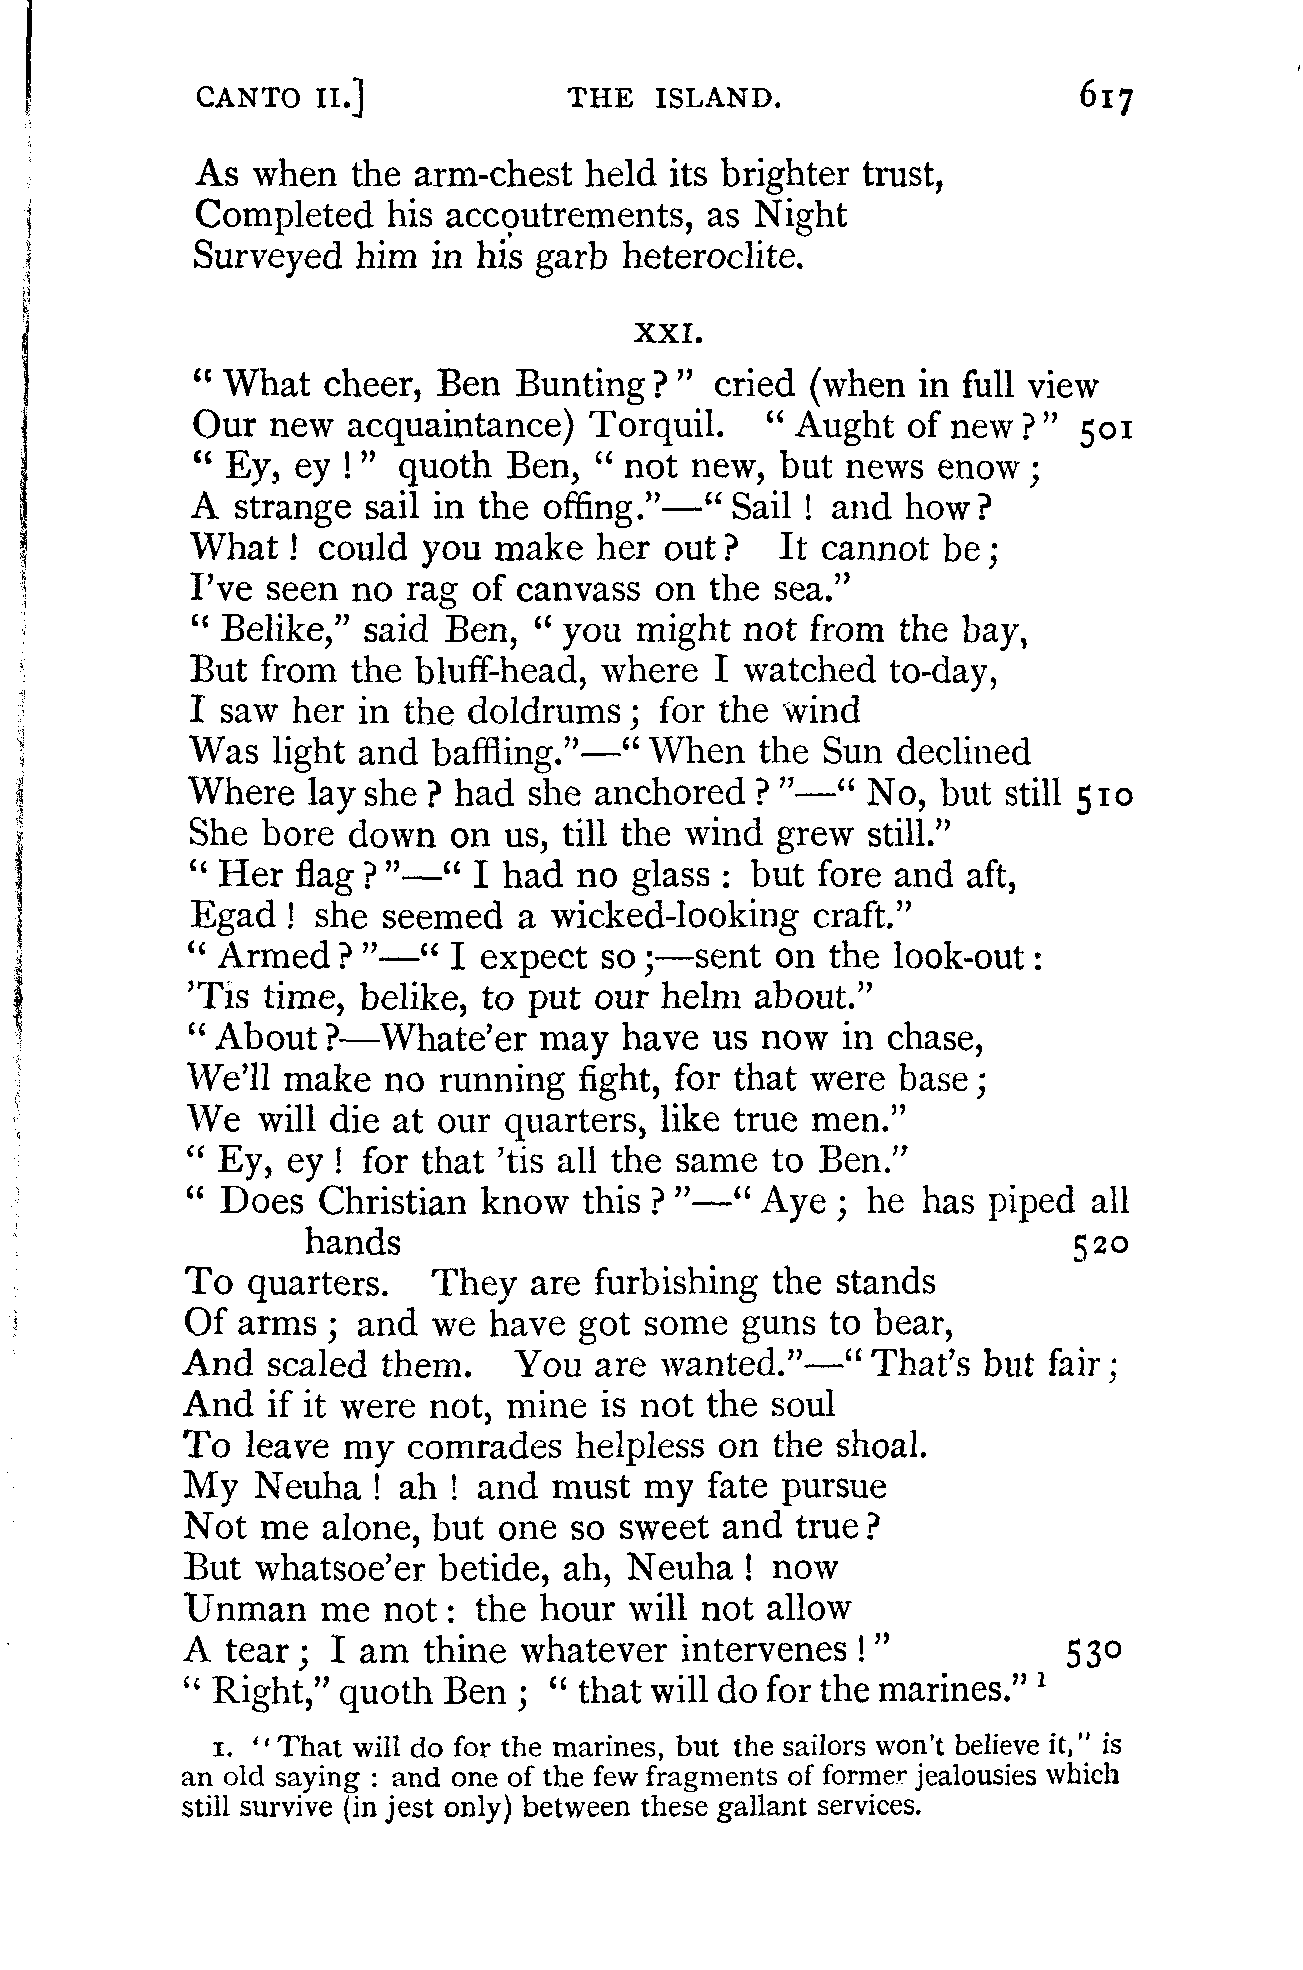 CANTO II.] THE ISLAND. 617
As when the arm-chest held its brighter trust,
Completed his accoutrements, as Night
Surveyed him in his garb heteroclite.
XXI.
“ What cheer, Ben Bunting ? ” cried (when in full view
Our new acquaintance) Torquil. “ Aught of new ? ” 501
“ Ey, ey ! ” quoth Ben, “ not new, but news enow ;
A strange sail in the offing.”—“ Sail ! and how ?
What ! could you make her out ? It cannot be ;
I’ve seen no rag of canvass on the sea.”
“ Belike,” said Ben, “ you might not from the bay,
But from the bluff-head, where I watched to-day,
I saw her in the doldrums ; for the wind
Was light and baffling.”—“ When the Sun declined
Where lay she ? had she anchored ? ”—“ No, but still 510
She bore down on us, till the wind grew still.”
“ Her flag ? ”—“ I had no glass : but fore and aft,
Egad ! she seemed a wicked-looking craft.”
“ Armed ? ”—“ I expect so ;—sent on the look-out :
’Tis time, belike, to put our helm about.”
“ About ?—Whate’er may have us now in chase,
We’ll make no running fight, for that were base ;
We will die at our quarters, like true men.”
“ Ey, ey ! for that ’tis all the same to Ben.”
“ Does Christian know this ? ”—“ Aye ; he has piped all
hands 520
To quarters. They are furbishing the stands
Of arms ; and we have got some guns to bear,
And scaled them. You are wanted.”—“ That’s but fair ;
And if it were not, mine is not the soul
To leave my comrades helpless on the shoal.
My Neuha ! ah ! and must my fate pursue
Not me alone, but one so sweet and true ?
But whatsoe’er betide, ah, Neuha ! now
Unman me not : the hour will not allow
A tear ; I am thine whatever intervenes ! ” 530
“ Right,” quoth Ben ; “ that will do for the marines.” 1
1. “ That will do for the marines, but the sailors won’t believe it,” is
an old saying : and one of the few fragments of former jealousies which
still survive (in jest only) between these gallant services.